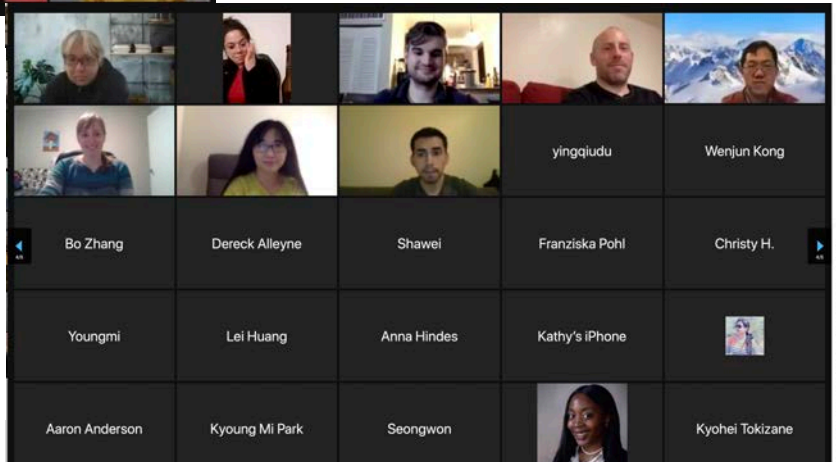 yingqiudu
Wenjun Kong
Bo Zhang
Dereck Alleyne
Shawei
Franziska Pohl
Christy H.
Youngmi
Lei Huang
Anna Hindes
Kathy's iPhone
Aaron Anderson
Kyoung Mi Park
Seongwon
Kyohei Tokizane